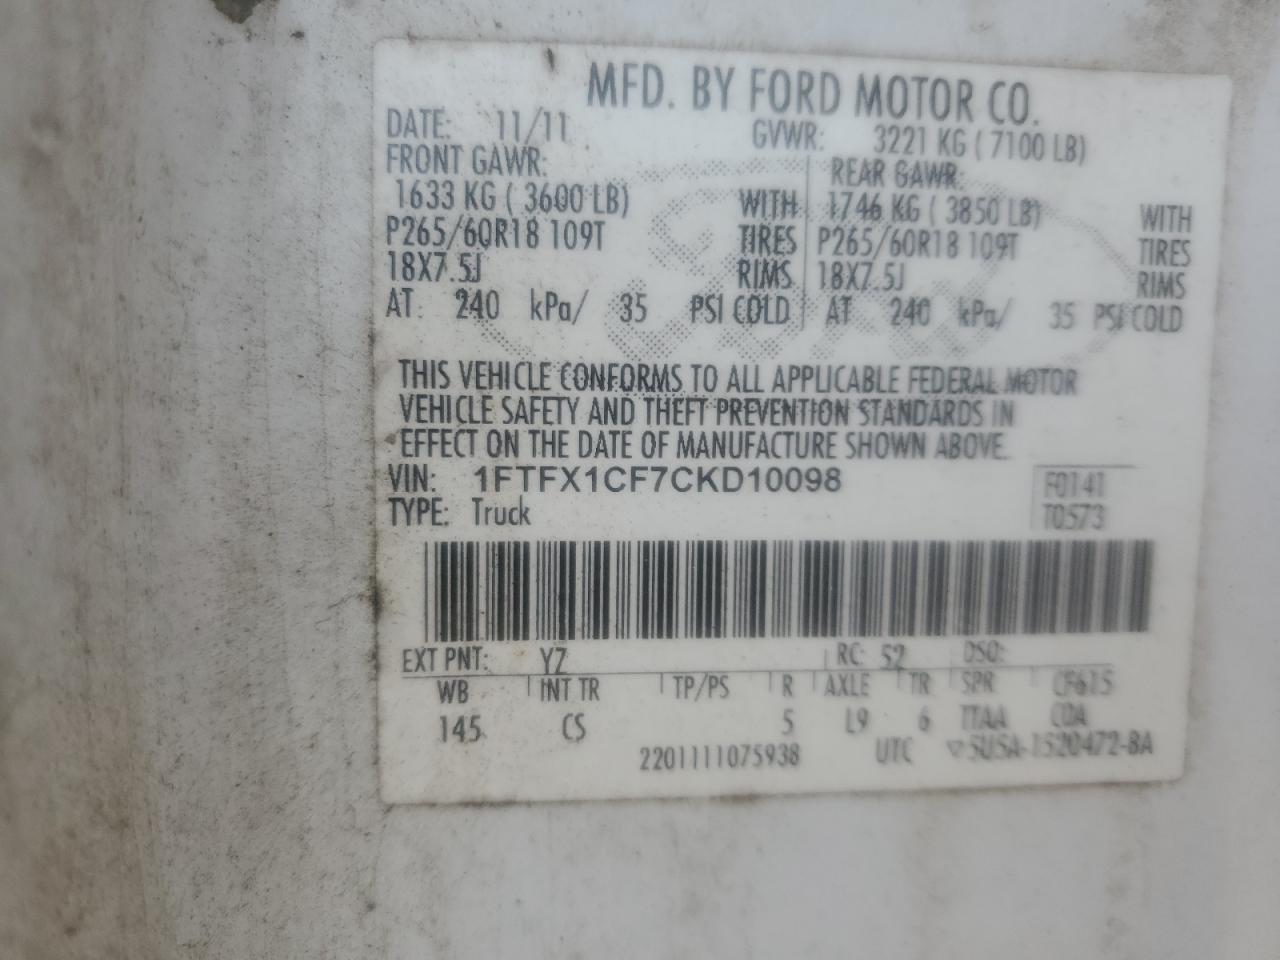 MFD. BY FORD MOTOR CO.
DATE: 11/11 GVWR: 3221 KG ( 7100 LB)
FRONT GAWR: REAR GAWR:
1633 KG ( 3600 LB) WITH 1746 KG ( 3850 LB) WITH
P265/60R18 109T TIRES P265/60R18 109T TIRES
18X7.5J RIMS 18X7.5J RIMS
AT: 240 kPa/ 35 PSI COLD AT 240 kPa/ 35 PSI COLD
THIS VEHICLE CONFORMS TO ALL APPLICABLE FEDERAL MOTOR
VEHICLE SAFETY AND THEFT PREVENTION STANDARDS IN
EFFECT ON THE DATE OF MANUFACTURE SHOWN ABOVE.
VIN: 1FTFX1CF7CKD10098 F0141
TYPE: Truck T0573
EXT PNT: YZ RC: 52 DSO:
WB INT TR TP/PS R AXLE TR SPR CF615
145 CS 5 L9 6 TTAA COA
2201111075938 UTC ▽SUSA-1520472-BA